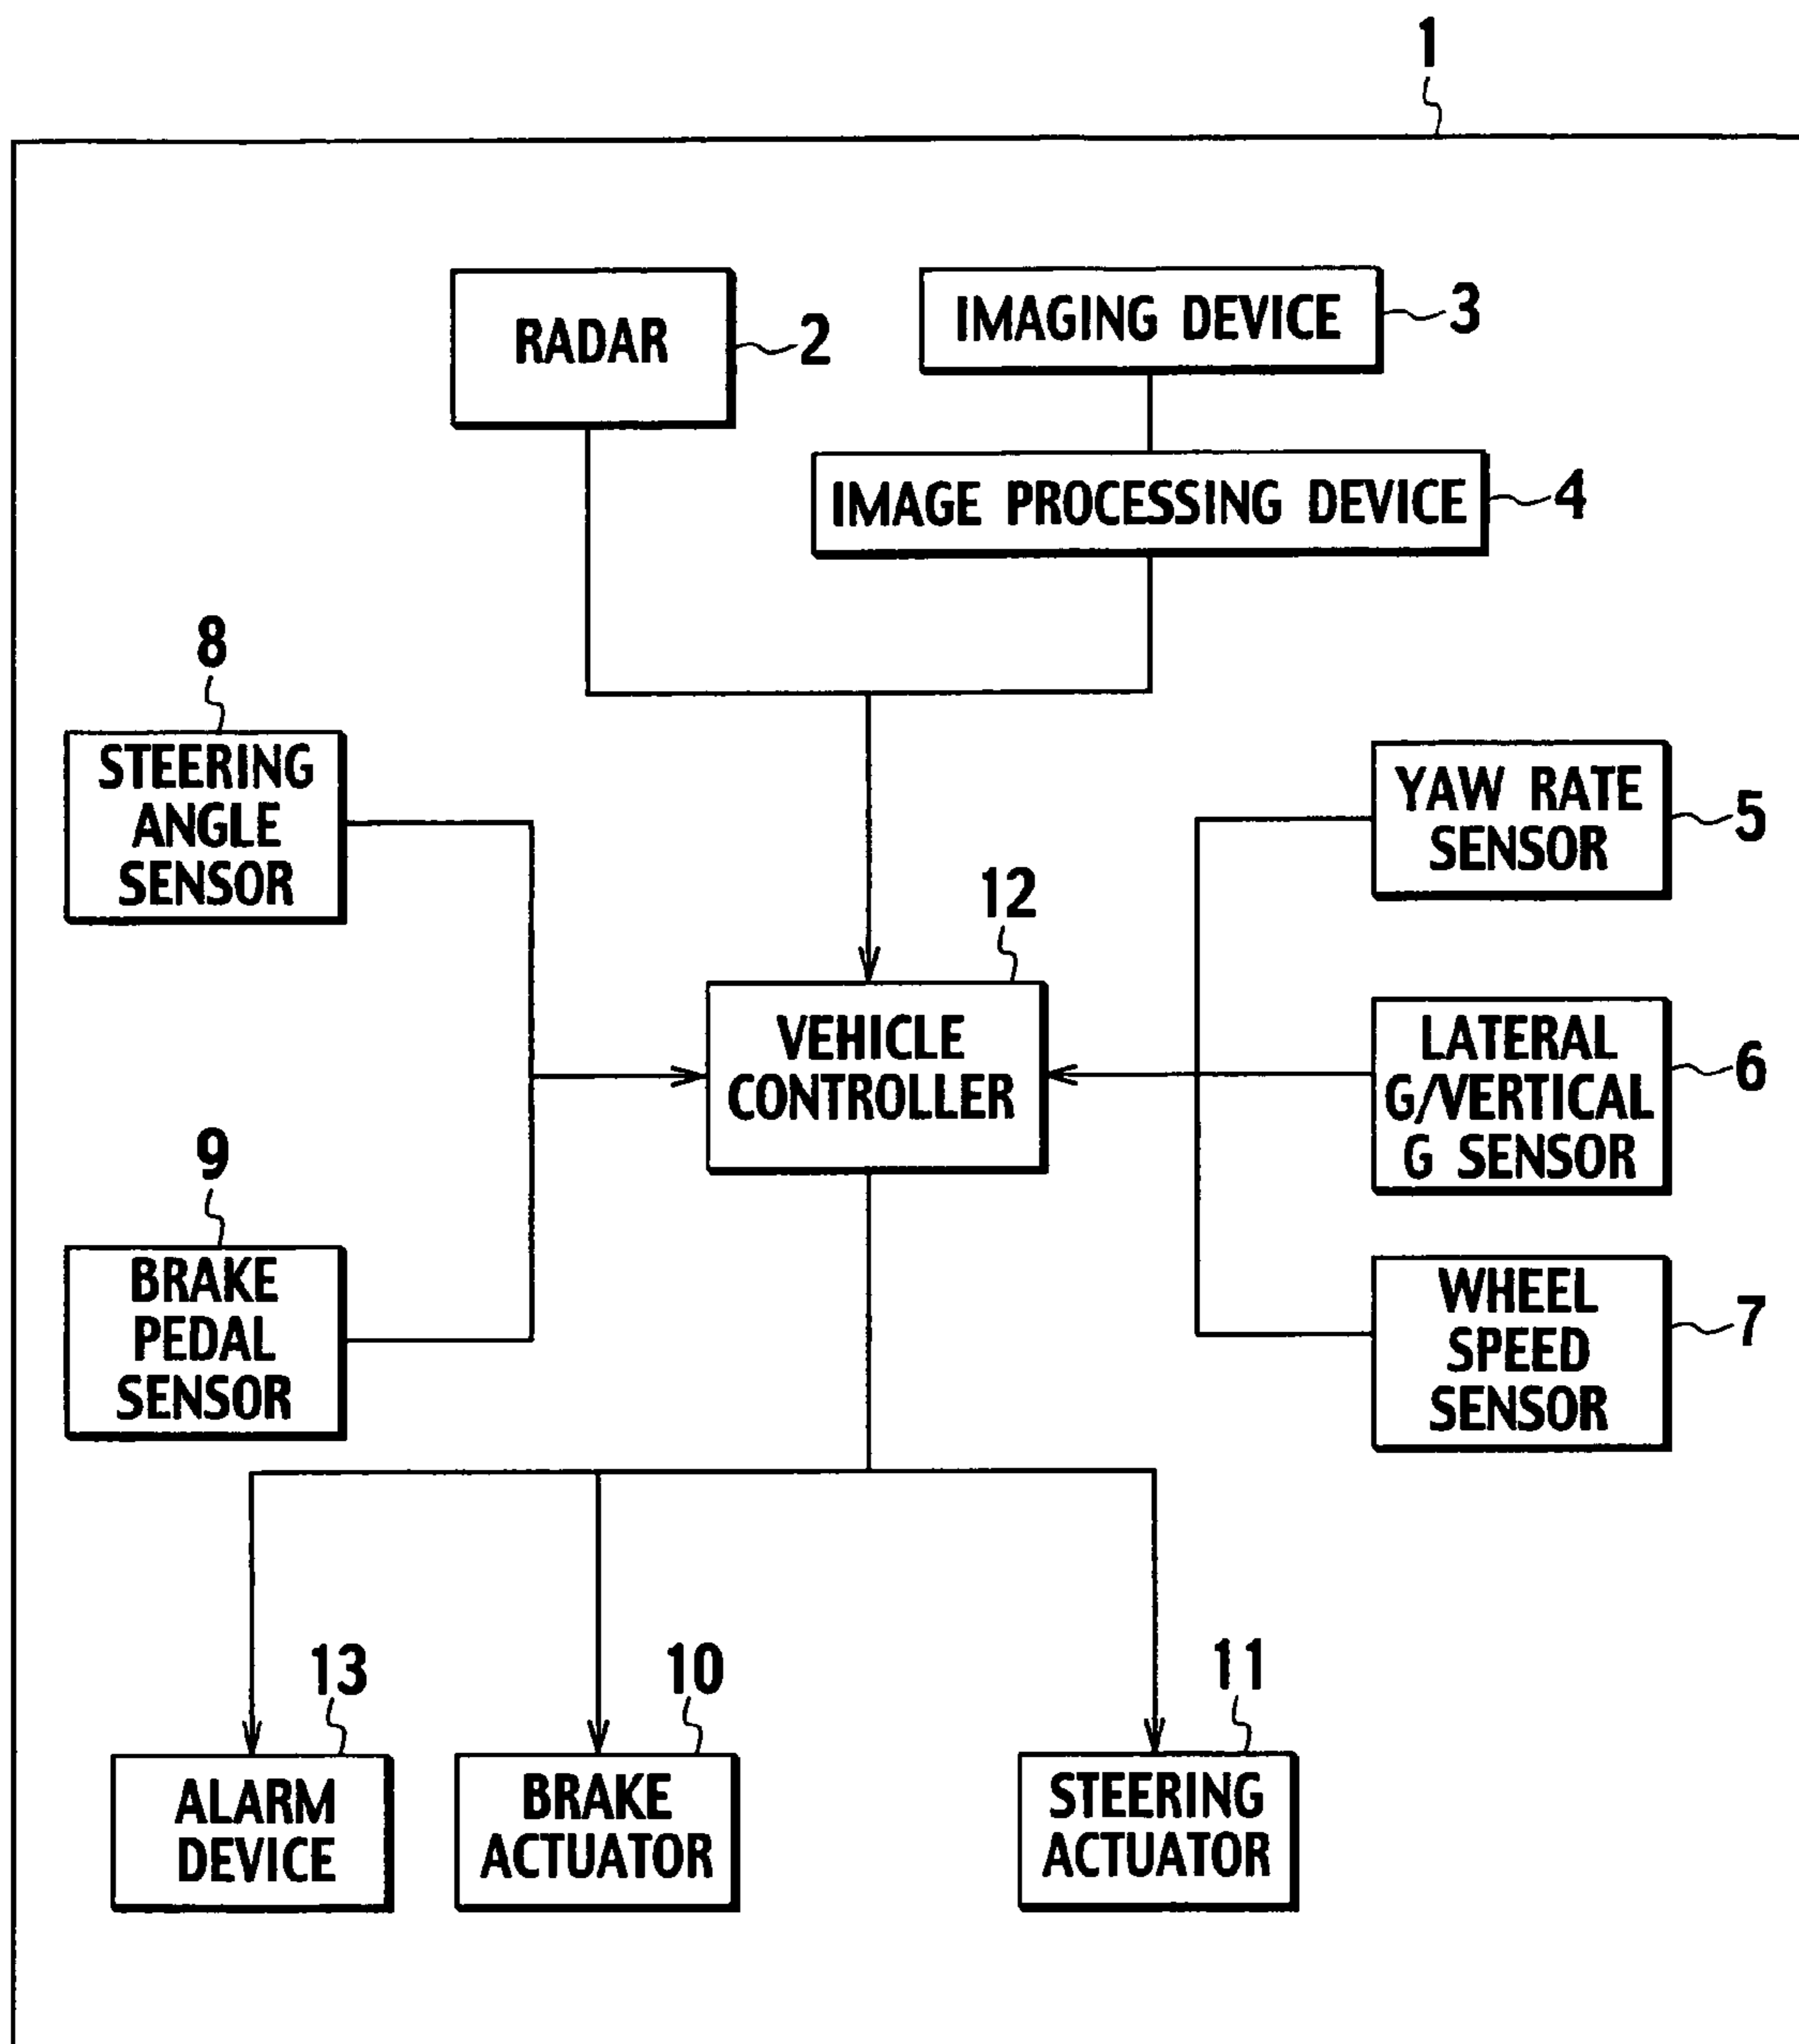 1
RADAR
2
IMAGING DEVICE
3
IMAGE PROCESSING DEVICE
4
8
STEERING
ANGLE
SENSOR
YAW RATE
SENSOR
5
12
VEHICLE
CONTROLLER
LATERAL
G/VERTICAL
G SENSOR
6
9
BRAKE
PEDAL
SENSOR
WHEEL
SPEED
SENSOR
7
13
ALARM
DEVICE
10
BRAKE
ACTUATOR
11
STEERING
ACTUATOR